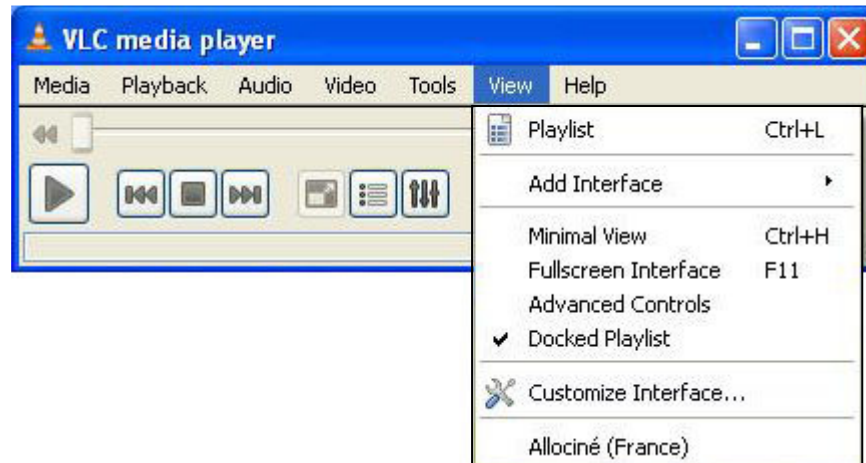 VLC media player
Media Playback Audio Video Tools View Help
Playlist Ctrl+L
Add Interface
Minimal View Ctrl+H
Fullscreen Interface F11
Advanced Controls
Docked Playlist
Customize Interface...
Allociné (France)